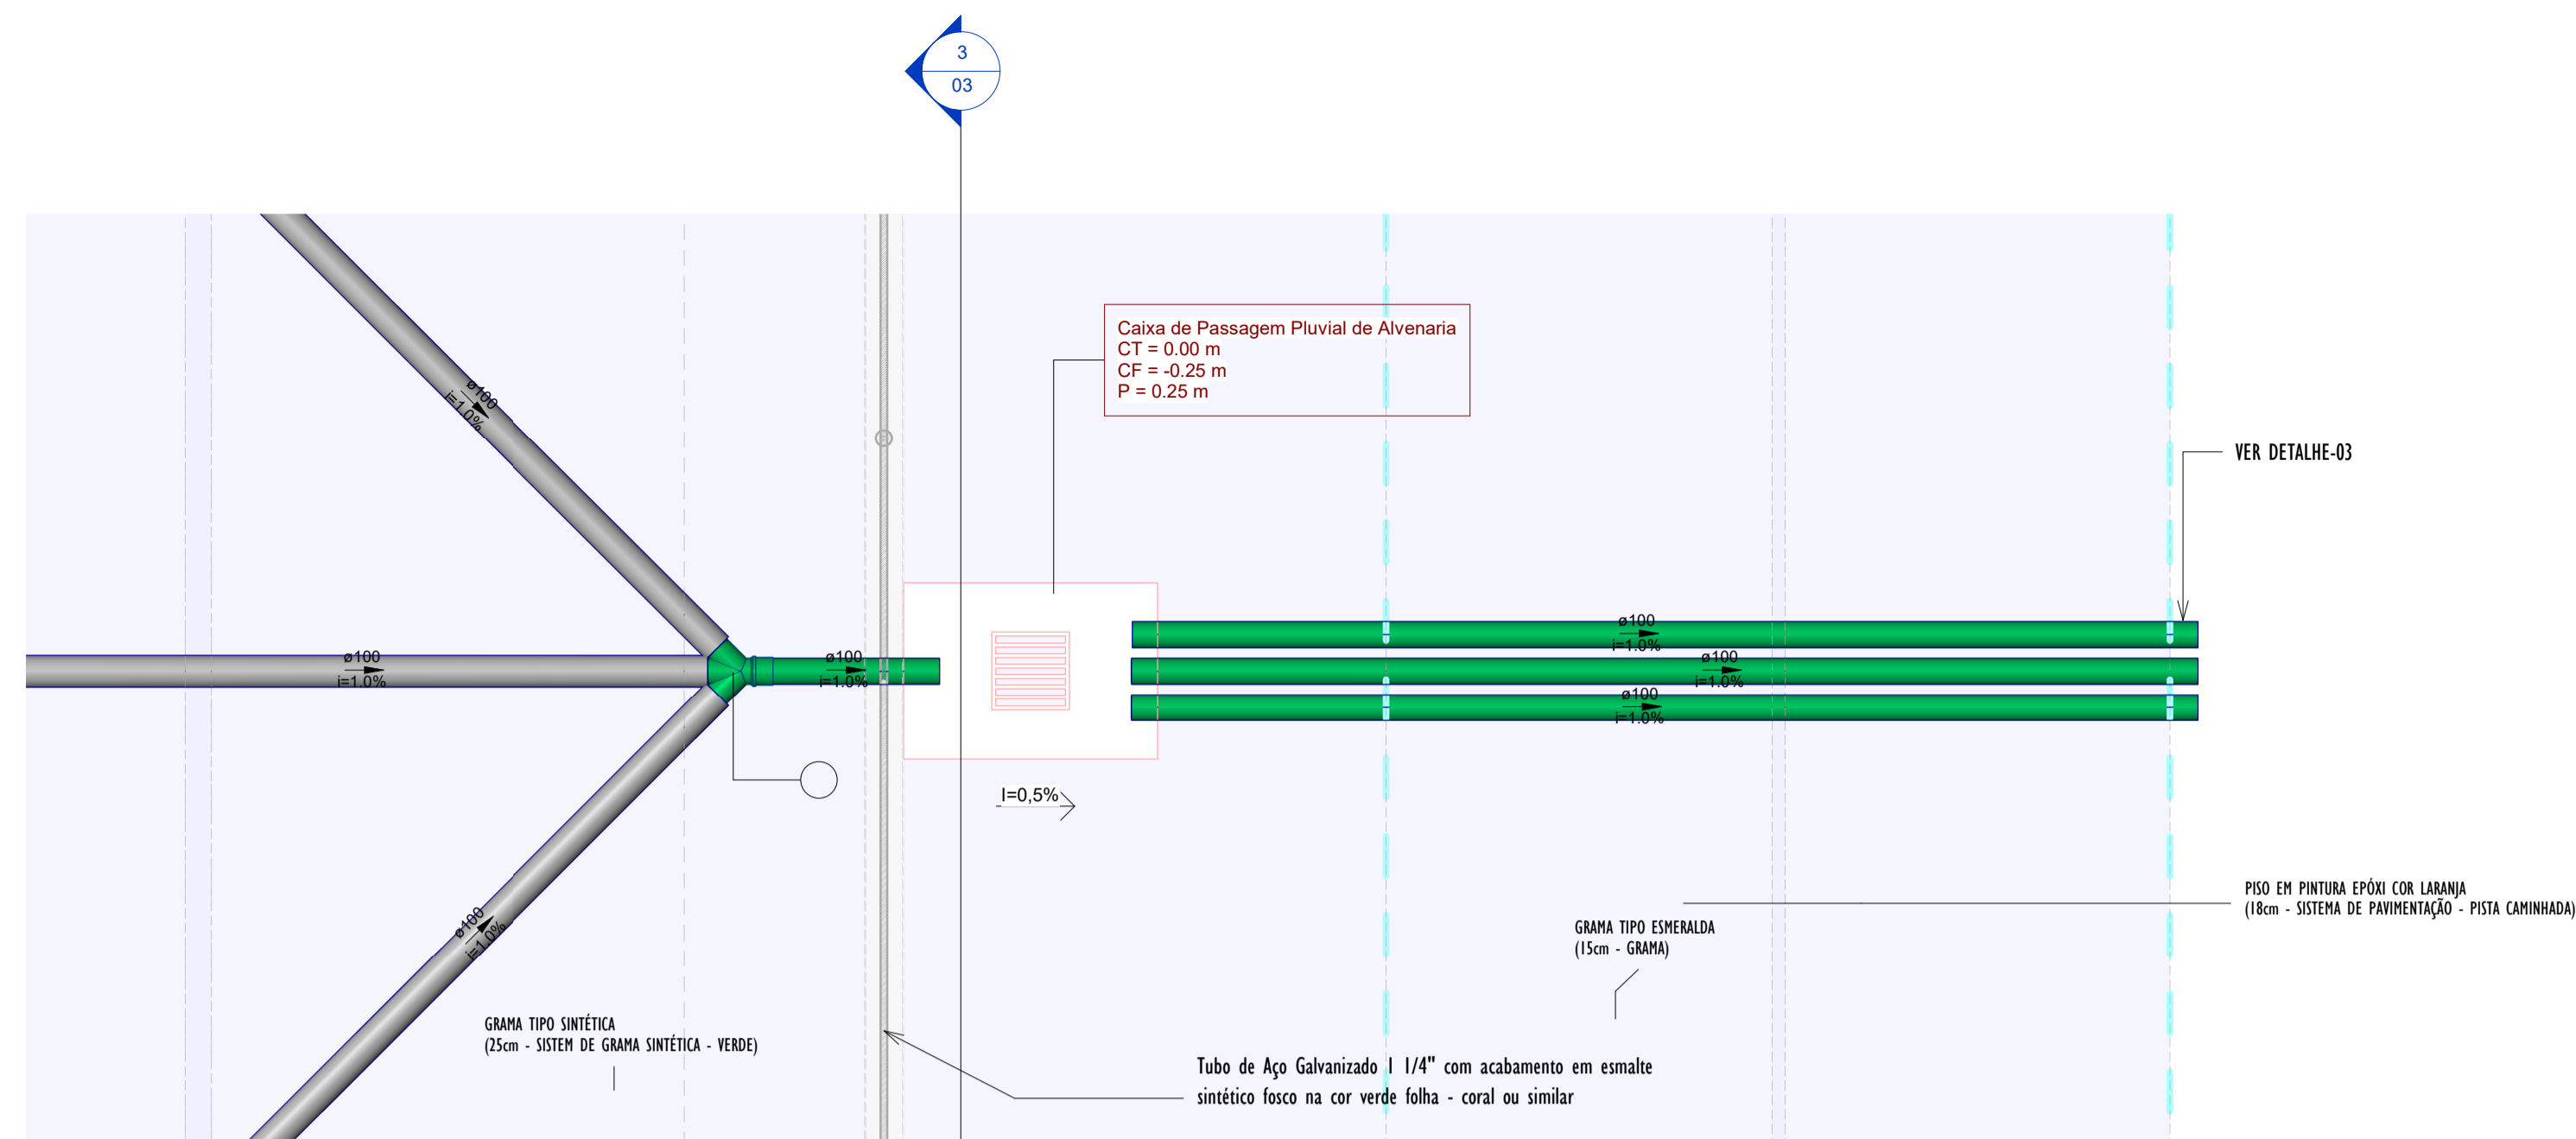 3
03
Caixa de Passagem Pluvial de Alvenaria
CT = 0.00 m
CF = -0.25 m
P = 0.25 m
ø100
i=1.0%
VER DETALHE-03
ø100
i=1.0%
ø100
i=1.0%
ø100
i=1.0%
ø100
i=1.0%
ø100
i=1.0%
I=0,5%
PISO EM PINTURA EPÓXI COR LARANJA
(18cm - SISTEMA DE PAVIMENTAÇÃO - PISTA CAMINHADA)
GRAMA TIPO ESMERALDA
(15cm - GRAMA)
ø100
i=1.0%
GRAMA TIPO SINTÉTICA
(25cm - SISTEM DE GRAMA SINTÉTICA - VERDE)
Tubo de Aço Galvanizado 1 1/4" com acabamento em esmalte
sintético fosco na cor verde folha - coral ou similar